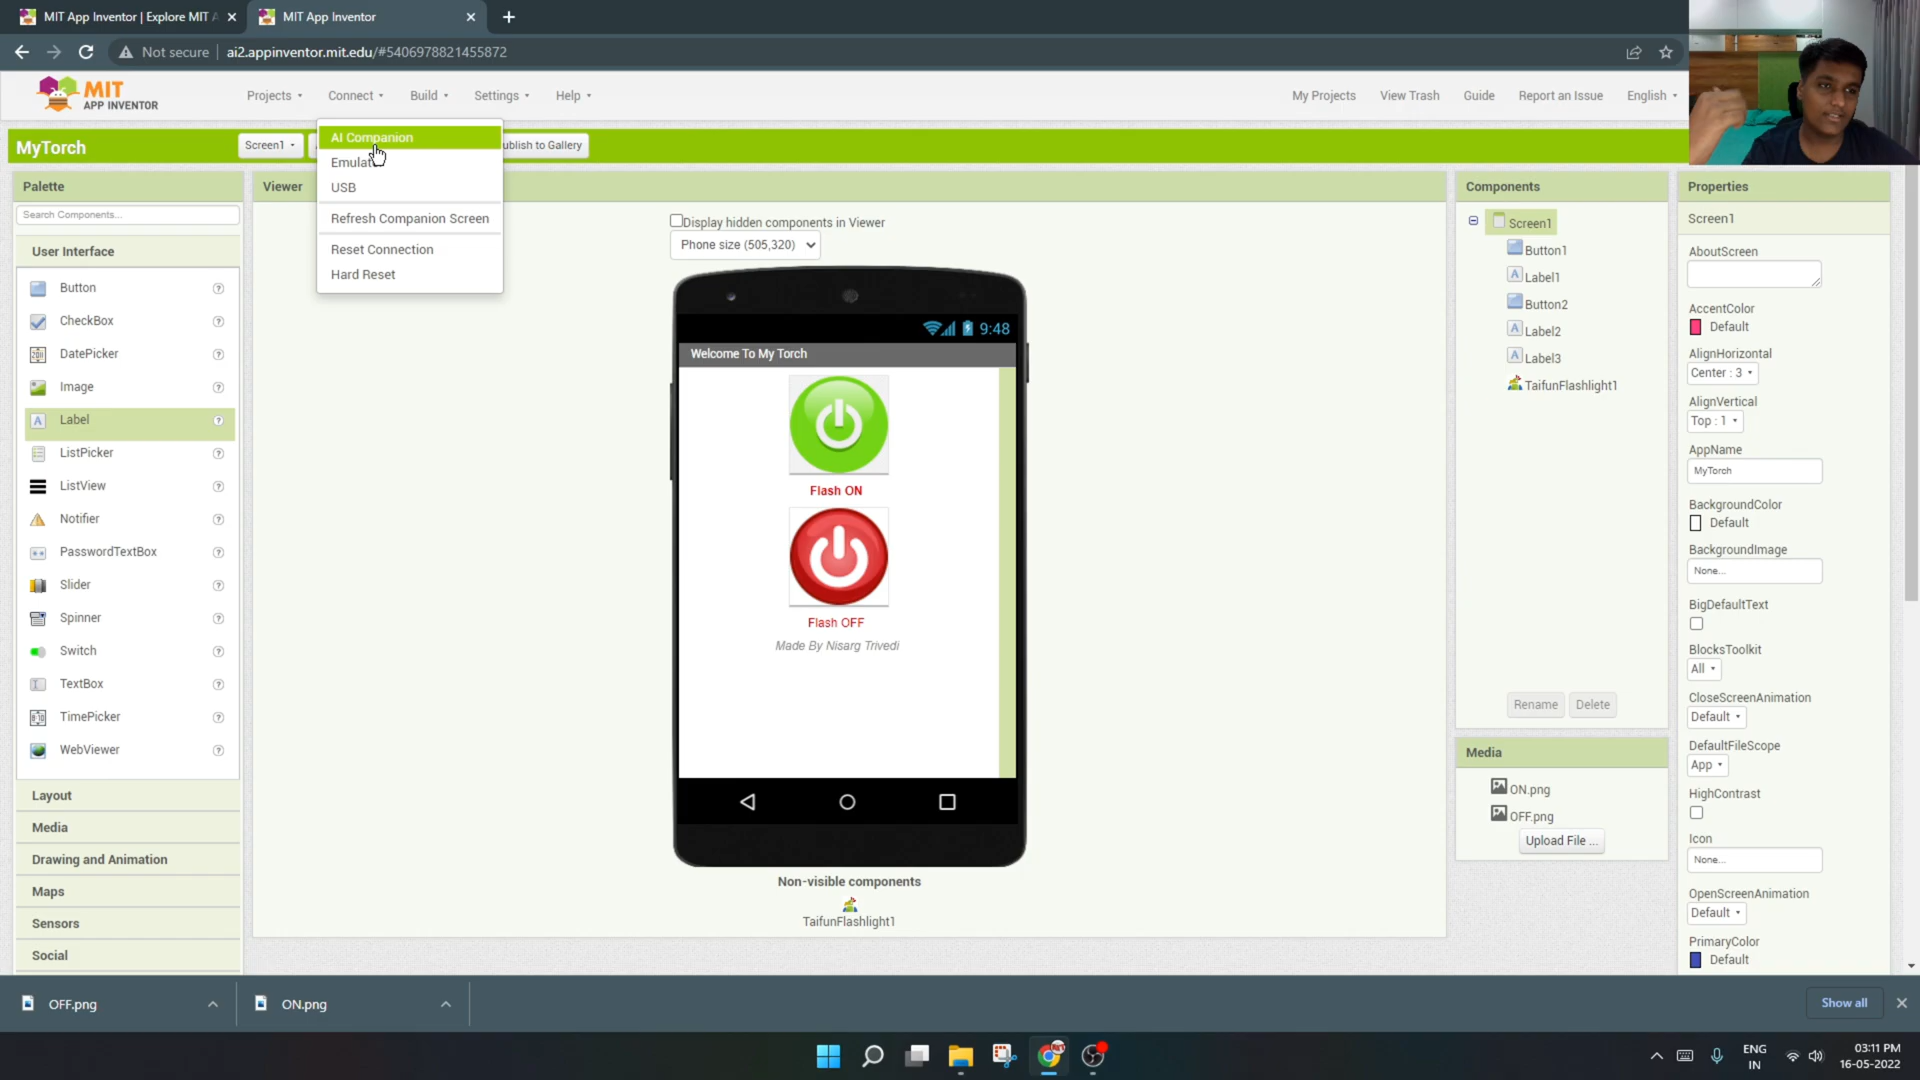 MIT App Inventor | Explore MIT A
MIT App Inventor
Not secure
ai2.appinventor.mit.edu/#5406978821455872
MIT
APP INVENTOR
Projects
Connect
Build
Settings
Help
My Projects
View Trash
Guide
Report an Issue
English
MyTorch
Screen1
AI Companion
Emulat
USB
Refresh Companion Screen
Reset Connection
Hard Reset
ublish to Gallery
Palette
Search Components...
User Interface
Button
CheckBox
DatePicker
Image
Label
ListPicker
ListView
Notifier
PasswordTextBox
Slider
Spinner
Switch
TextBox
TimePicker
WebViewer
Layout
Media
Drawing and Animation
Maps
Sensors
Social
Viewer
Display hidden components in Viewer
Phone size (505,320)
9:48
Welcome To My Torch
Flash ON
Flash OFF
Made By Nisarg Trivedi
Non-visible components
TaifunFlashlight1
Components
Screen1
Button1
Label1
Button2
Label2
Label3
TaifunFlashlight1
Rename
Delete
Media
ON.png
OFF.png
Upload File ...
Properties
Screen1
AboutScreen
AccentColor
Default
AlignHorizontal
Center : 3
AlignVertical
Top : 1
AppName
MyTorch
BackgroundColor
Default
BackgroundImage
None...
BigDefaultText
BlocksToolkit
All
CloseScreenAnimation
Default
DefaultFileScope
App
HighContrast
Icon
None...
OpenScreenAnimation
Default
PrimaryColor
Default
OFF.png
ON.png
Show all
ENG
IN
03:11 PM
16-05-2022